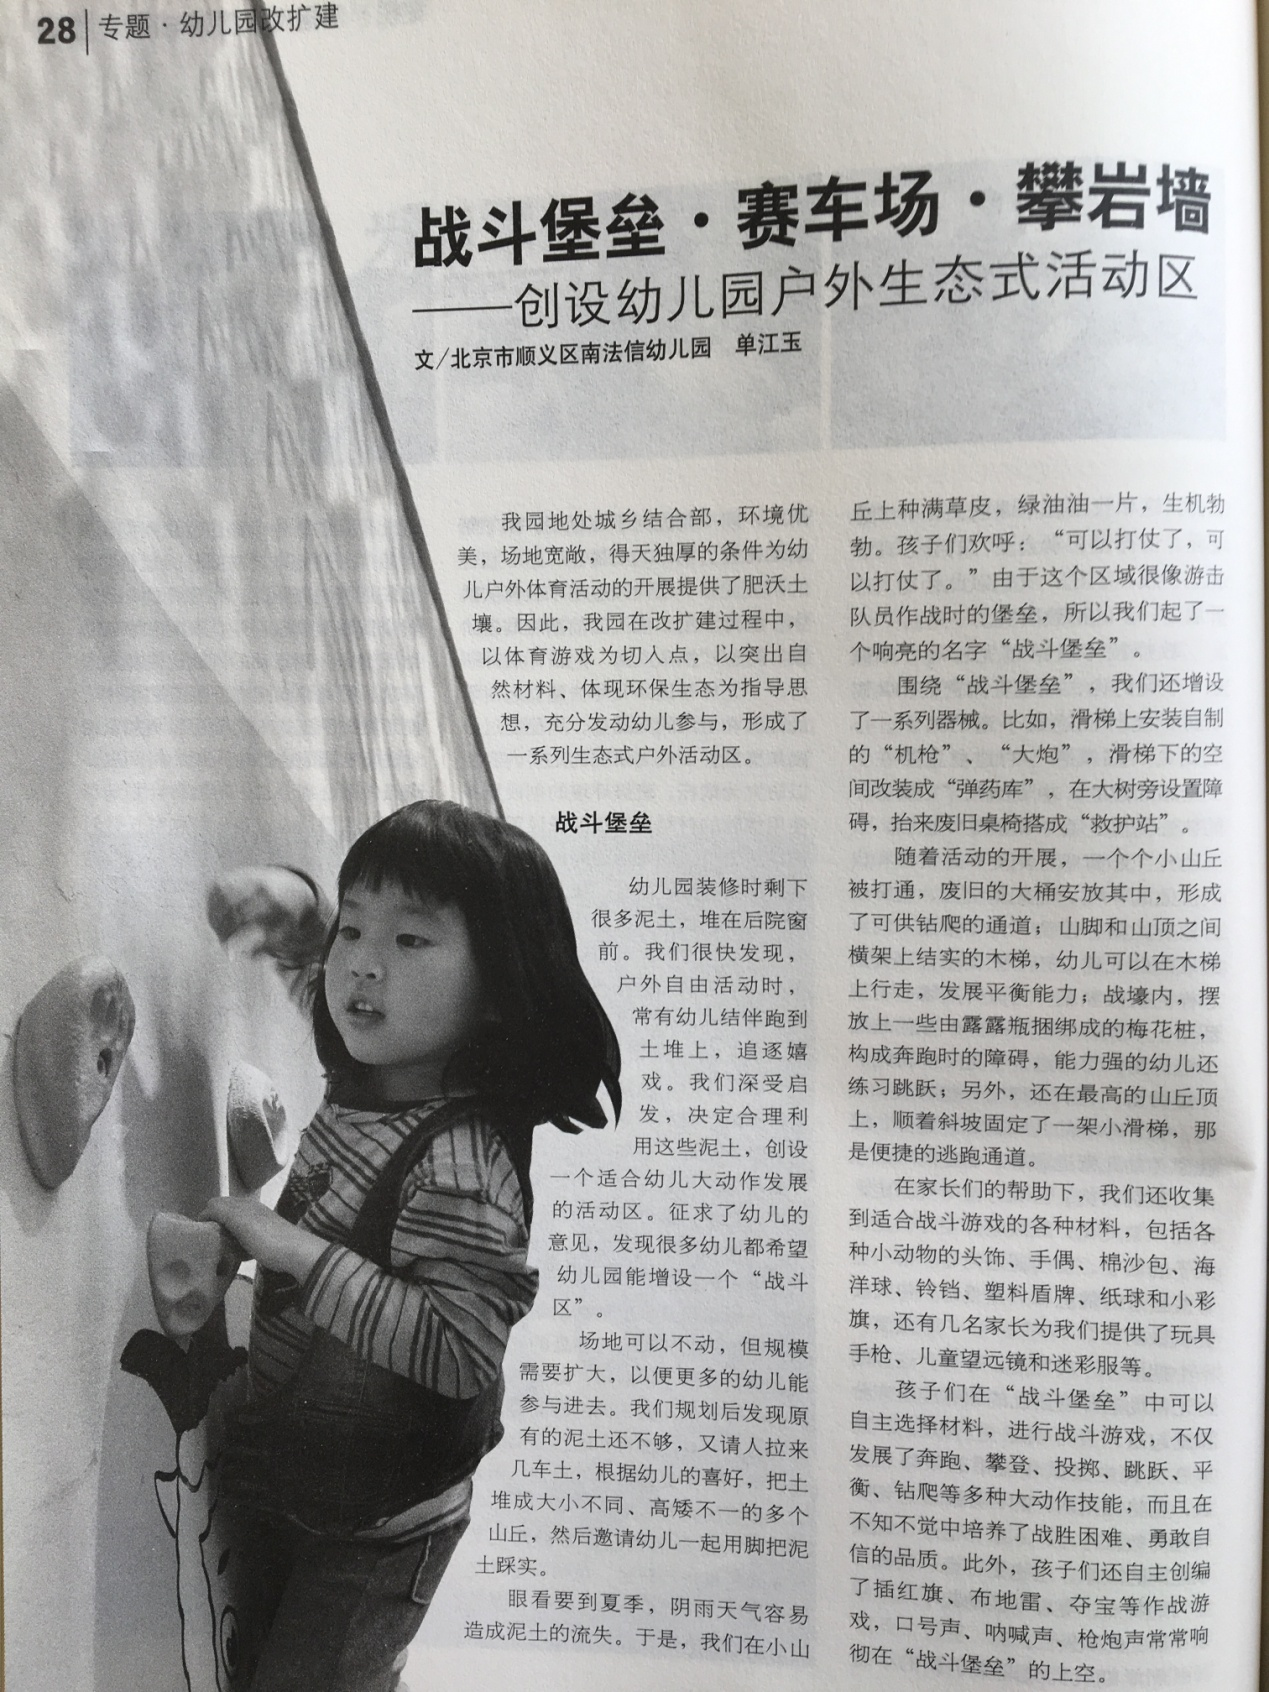 28 专题·幼儿园改扩建
战斗堡垒·赛车场·攀岩墙
——创设幼儿园户外生态式活动区
文/北京市顺义区南法信幼儿园 单江玉
我园地处城乡结合部，环境优
美，场地宽敞，得天独厚的条件为幼
儿户外体育活动的开展提供了肥沃土
壤。因此，我园在改扩建过程中，
以体育游戏为切入点，以突出自
然材料、体现环保生态为指导思
想，充分发动幼儿参与，形成了
一系列生态式户外活动区。
战斗堡垒
幼儿园装修时剩下
很多泥土，堆在后院窗
前。我们很快发现，
户外自由活动时，
常有幼儿结伴跑到
土堆上，追逐嬉
戏。我们深受启
发，决定合理利
用这些泥土，创设
一个适合幼儿大动作发展
的活动区。征求了幼儿的
意见，发现很多幼儿都希望
幼儿园能增设一个“战斗
区”。
场地可以不动，但规模
需要扩大，以便更多的幼儿能
参与进去。我们规划后发现原
有的泥土还不够，又请人拉来
几车土，根据幼儿的喜好，把土
堆成大小不同、高矮不一的多个
山丘，然后邀请幼儿一起用脚把泥
土踩实。
眼看要到夏季，阴雨天气容易
造成泥土的流失。于是，我们在小山
丘上种满草皮，绿油油一片，生机勃
勃。孩子们欢呼：“可以打仗了，可
以打仗了。”由于这个区域很像游击
队员作战时的堡垒，所以我们起了一
个响亮的名字“战斗堡垒”。
围绕“战斗堡垒”，我们还增设
了一系列器械。比如，滑梯上安装自制
的“机枪”、“大炮”，滑梯下的空
间改装成“弹药库”，在大树旁设置障
碍，抬来废旧桌椅搭成“救护站”。
随着活动的开展，一个个小山丘
被打通，废旧的大桶安放其中，形成
了可供钻爬的通道；山脚和山顶之间
横架上结实的木梯，幼儿可以在木梯
上行走，发展平衡能力；战壕内，摆
放上一些由露露瓶捆绑成的梅花桩，
构成奔跑时的障碍，能力强的幼儿还
练习跳跃；另外，还在最高的山丘顶
上，顺着斜坡固定了一架小滑梯，那
是便捷的逃跑通道。
在家长们的帮助下，我们还收集
到适合战斗游戏的各种材料，包括各
种小动物的头饰、手偶、棉沙包、海
洋球、铃铛、塑料盾牌、纸球和小彩
旗，还有几名家长为我们提供了玩具
手枪、儿童望远镜和迷彩服等。
孩子们在“战斗堡垒”中可以
自主选择材料，进行战斗游戏，不仅
发展了奔跑、攀登、投掷、跳跃、平
衡、钻爬等多种大动作技能，而且在
不知不觉中培养了战胜困难、勇敢自
信的品质。此外，孩子们还自主创编
了插红旗、布地雷、夺宝等作战游
戏，口号声、呐喊声、枪炮声常常响
彻在“战斗堡垒”的上空。